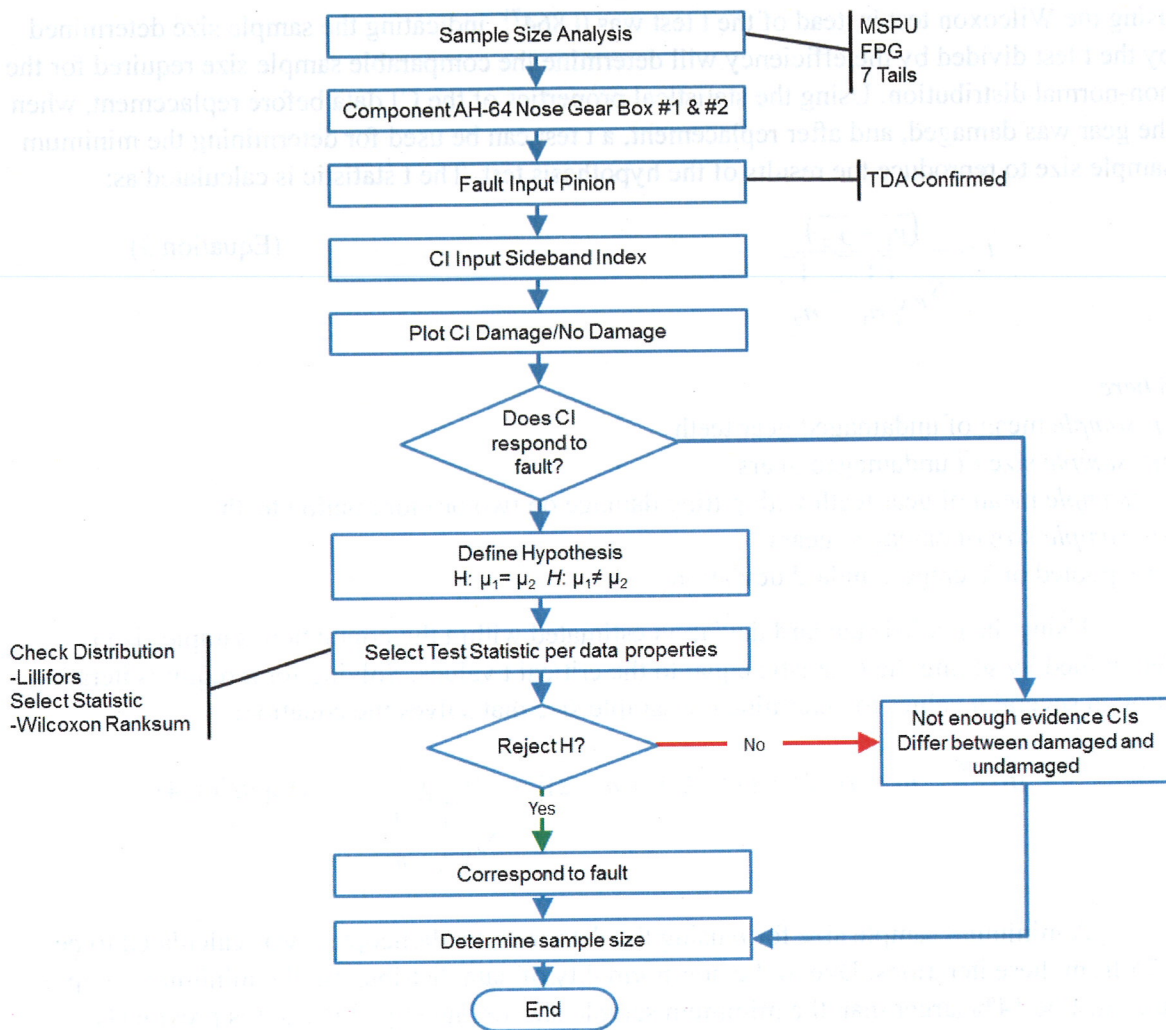 Sample Size Analysis
MSPU
FPG
7 Tails
Component AH-64 Nose Gear Box #1 & #2
Fault Input Pinion
TDA Confirmed
CI Input Sideband Index
Plot CI Damage/No Damage
Does CI
respond to
fault?
Define Hypothesis
H: μ₁= μ₂ H: μ₁≠ μ₂
Check Distribution
-Lillifors
Select Statistic
-Wilcoxon Ranksum
Select Test Statistic per data properties
Reject H?
No
Not enough evidence CIs
Differ between damaged and
undamaged
Yes
Correspond to fault
Determine sample size
End